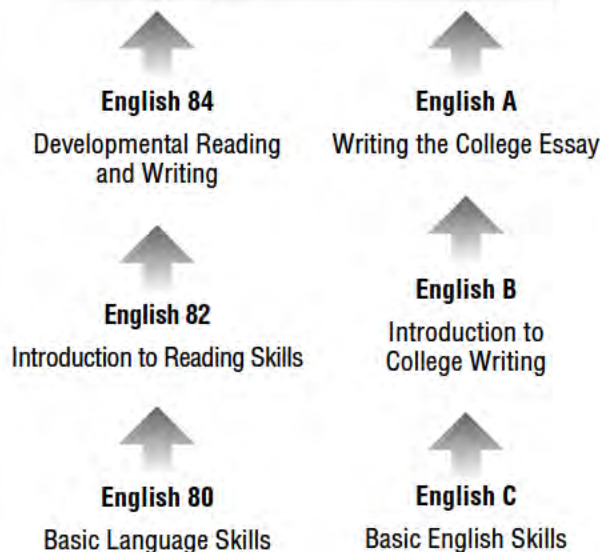 English 84
Developmental Reading
and Writing
English 82
Introduction to Reading Skills
English 80
Basic Language Skills
English A
Writing the College Essay
English B
Introduction to
College Writing
English C
Basic English Skills